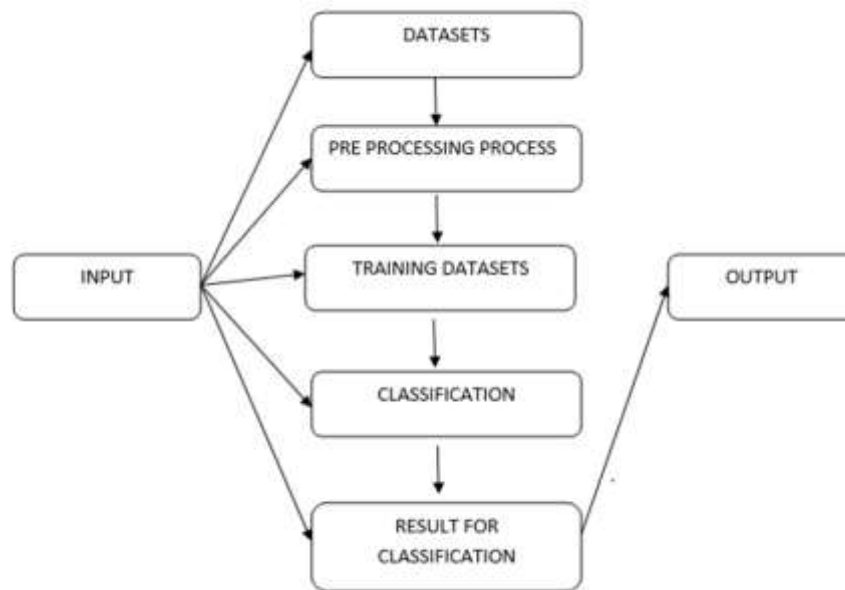 DATASETS
PRE PROCESSING PROCESS
INPUT
TRAINING DATASETS
OUTPUT
CLASSIFICATION
RESULT FOR
CLASSIFICATION